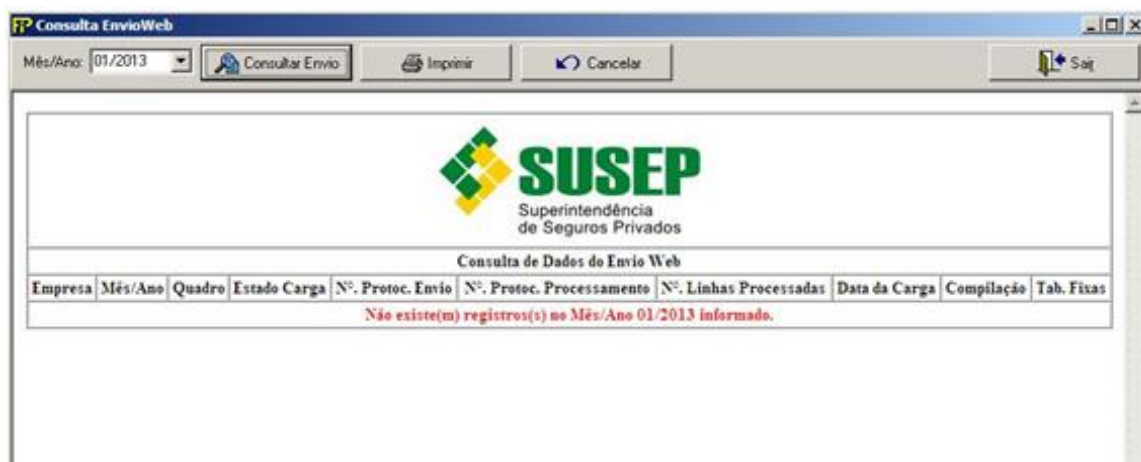 FIP Consulta EnvioWeb
Mês/Ano: 01/2013 Consultar Envio Imprimir Cancelar Sair
SUSEP
Superintendência
de Seguros Privados
Consulta de Dados do Envio Web
Empresa Mês/Ano Quadro Estado Carga Nº. Protoc. Envio Nº. Protoc. Processamento Nº. Linhas Processadas Data da Carga Compilação Tab. Fixas
Não existe(m) registros(s) no Mês/Ano 01/2013 informado.